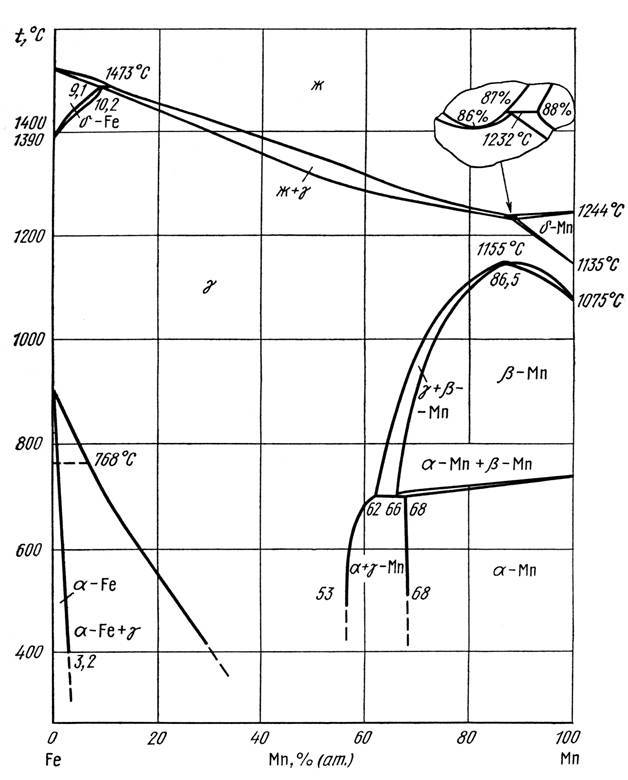 t,°C
1473°C
ж
87%
9,1
10,2
86%
88%
1400
δ-Fe
1232°C
1390
ж+γ
1244°C
1200
δ-Mn
1155°C
1135°C
γ
86,5
1075°C
1000
β-Mn
γ+β-
-Mn
800
768°C
α-Mn+β-Mn
62 66 68
600
α-Fe
α+γ-Mn
α-Mn
53
68
α-Fe+γ
400
3,2
0
20
40
60
80
100
Fe
Mn,%(ат.)
Mn